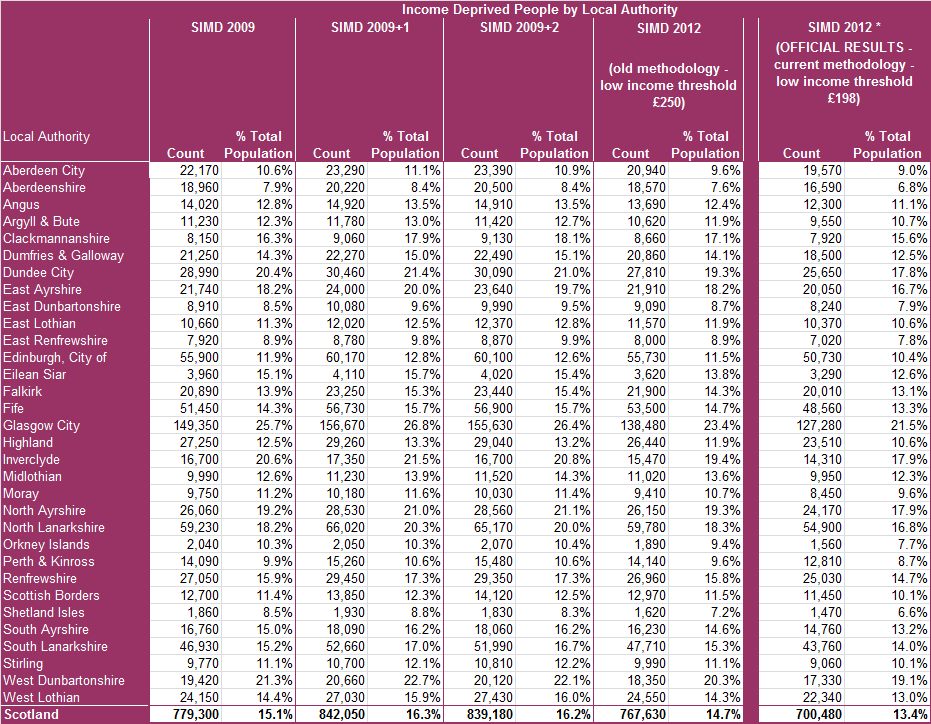 Income Deprived People by Local Authority
SIMD 2009 SIMD 2009+1 SIMD 2009+2 SIMD 2012 SIMD 2012 *
(old methodology - low income threshold £250) (OFFICIAL RESULTS - current methodology - low income threshold £198)
Local Authority % Total % Total % Total % Total % Total
Count Population Count Population Count Population Count Population Count Population
Aberdeen City 22,170 10.6% 23,290 11.1% 23,390 10.9% 20,940 9.6% 19,570 9.0%
Aberdeenshire 18,960 7.9% 20,220 8.4% 20,500 8.4% 18,570 7.6% 16,590 6.8%
Angus 14,020 12.8% 14,920 13.5% 14,910 13.5% 13,690 12.4% 12,300 11.1%
Argyll & Bute 11,230 12.3% 11,780 13.0% 11,420 12.7% 10,620 11.9% 9,550 10.7%
Clackmannanshire 8,150 16.3% 9,060 17.9% 9,130 18.1% 8,660 17.1% 7,920 15.6%
Dumfries & Galloway 21,250 14.3% 22,270 15.0% 22,490 15.1% 20,860 14.1% 18,500 12.5%
Dundee City 28,990 20.4% 30,460 21.4% 30,090 21.0% 27,810 19.3% 25,650 17.8%
East Ayrshire 21,740 18.2% 24,000 20.0% 23,640 19.7% 21,910 18.2% 20,050 16.7%
East Dunbartonshire 8,910 8.5% 10,080 9.6% 9,990 9.5% 9,090 8.7% 8,240 7.9%
East Lothian 10,660 11.3% 12,020 12.5% 12,370 12.8% 11,570 11.9% 10,370 10.6%
East Renfrewshire 7,920 8.9% 8,780 9.8% 8,870 9.9% 8,000 8.9% 7,020 7.8%
Edinburgh, City of 55,900 11.9% 60,170 12.8% 60,100 12.6% 55,730 11.5% 50,730 10.4%
Eilean Siar 3,960 15.1% 4,110 15.7% 4,020 15.4% 3,620 13.8% 3,290 12.6%
Falkirk 20,890 13.9% 23,250 15.3% 23,440 15.4% 21,900 14.3% 20,010 13.1%
Fife 51,450 14.3% 56,730 15.7% 56,900 15.7% 53,500 14.7% 48,560 13.3%
Glasgow City 149,350 25.7% 156,670 26.8% 155,630 26.4% 138,480 23.4% 127,280 21.5%
Highland 27,250 12.5% 29,260 13.3% 29,040 13.2% 26,440 11.9% 23,510 10.6%
Inverclyde 16,700 20.6% 17,350 21.5% 16,700 20.8% 15,470 19.4% 14,310 17.9%
Midlothian 9,990 12.6% 11,230 13.9% 11,520 14.3% 11,020 13.6% 9,950 12.3%
Moray 9,750 11.2% 10,180 11.6% 10,030 11.4% 9,410 10.7% 8,450 9.6%
North Ayrshire 26,060 19.2% 28,530 21.0% 28,560 21.1% 26,150 19.3% 24,170 17.9%
North Lanarkshire 59,230 18.2% 66,020 20.3% 65,170 20.0% 59,780 18.3% 54,900 16.8%
Orkney Islands 2,040 10.3% 2,050 10.3% 2,070 10.4% 1,890 9.4% 1,560 7.7%
Perth & Kinross 14,090 9.9% 15,260 10.6% 15,480 10.6% 14,140 9.6% 12,810 8.7%
Renfrewshire 27,050 15.9% 29,450 17.3% 29,350 17.3% 26,960 15.8% 25,030 14.7%
Scottish Borders 12,700 11.4% 13,850 12.3% 14,120 12.5% 12,970 11.5% 11,450 10.1%
Shetland Isles 1,860 8.5% 1,930 8.8% 1,830 8.3% 1,620 7.2% 1,470 6.6%
South Ayrshire 16,760 15.0% 18,090 16.2% 18,060 16.2% 16,230 14.6% 14,760 13.2%
South Lanarkshire 46,930 15.2% 52,660 17.0% 51,990 16.7% 47,710 15.3% 43,760 14.0%
Stirling 9,770 11.1% 10,700 12.1% 10,810 12.2% 9,990 11.1% 9,060 10.1%
West Dunbartonshire 19,420 21.3% 20,660 22.7% 20,120 22.1% 18,350 20.3% 17,330 19.1%
West Lothian 24,150 14.4% 27,030 15.9% 27,430 16.0% 24,550 14.3% 22,340 13.0%
Scotland 779,300 15.1% 842,050 16.3% 839,180 16.2% 767,630 14.7% 700,480 13.4%